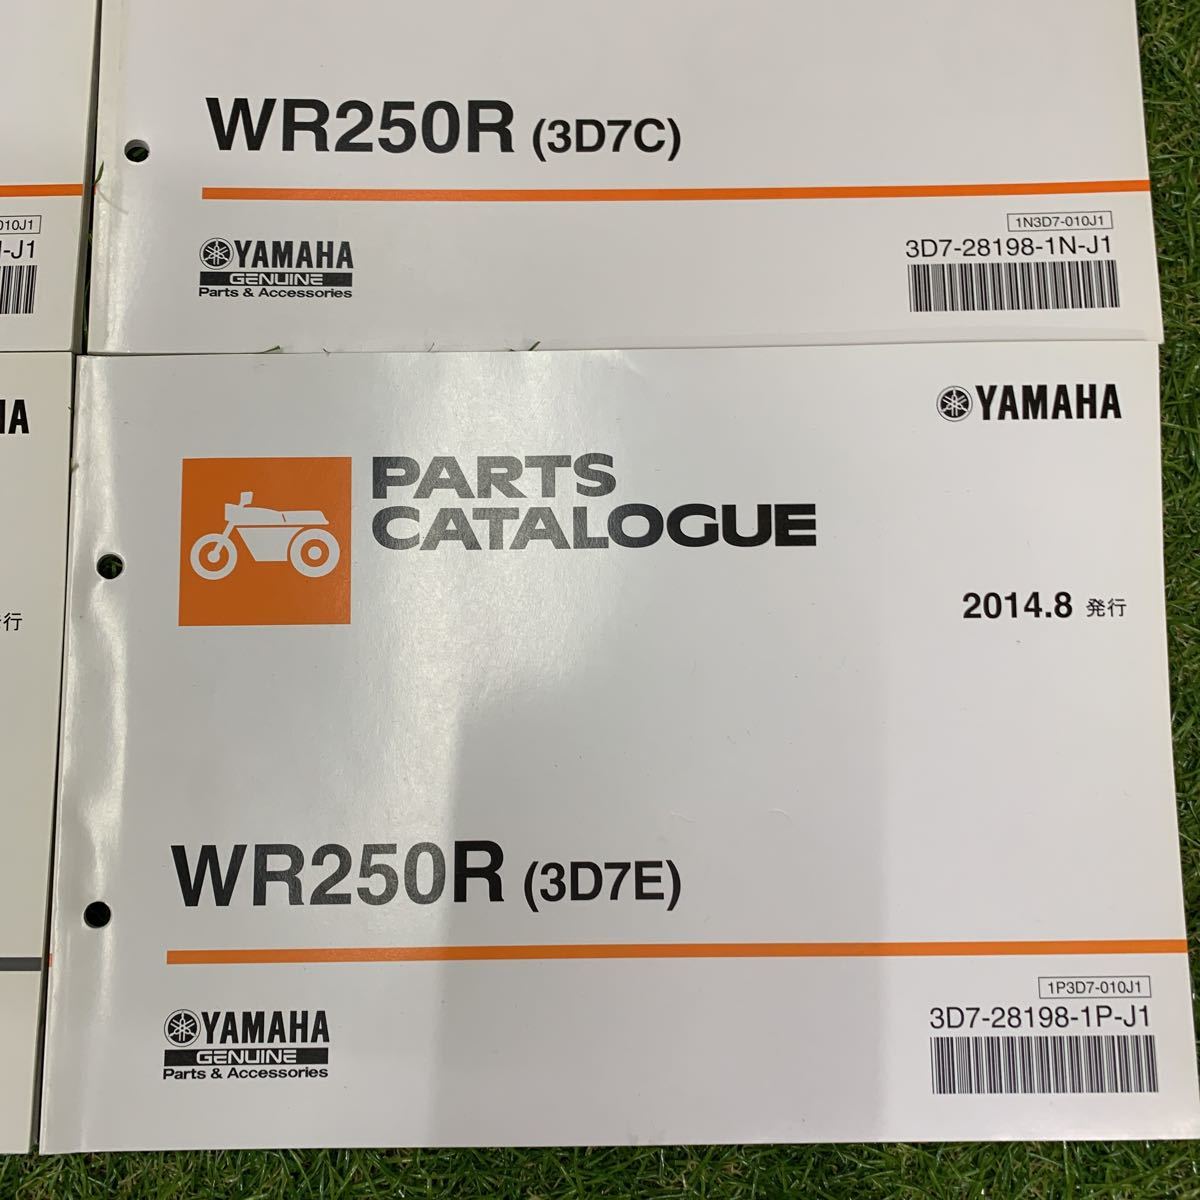 WR250R (3D7C)
010J1
-J1
YAMAHA
GENUINE
Parts & Accessories
1N3D7-010J1
3D7-28198-1N-J1
HA
行
YAMAHA
PARTS
CATALOGUE
2014.8 発行
WR250R (3D7E)
YAMAHA
GENUINE
Parts & Accessories
1P3D7-010J1
3D7-28198-1P-J1